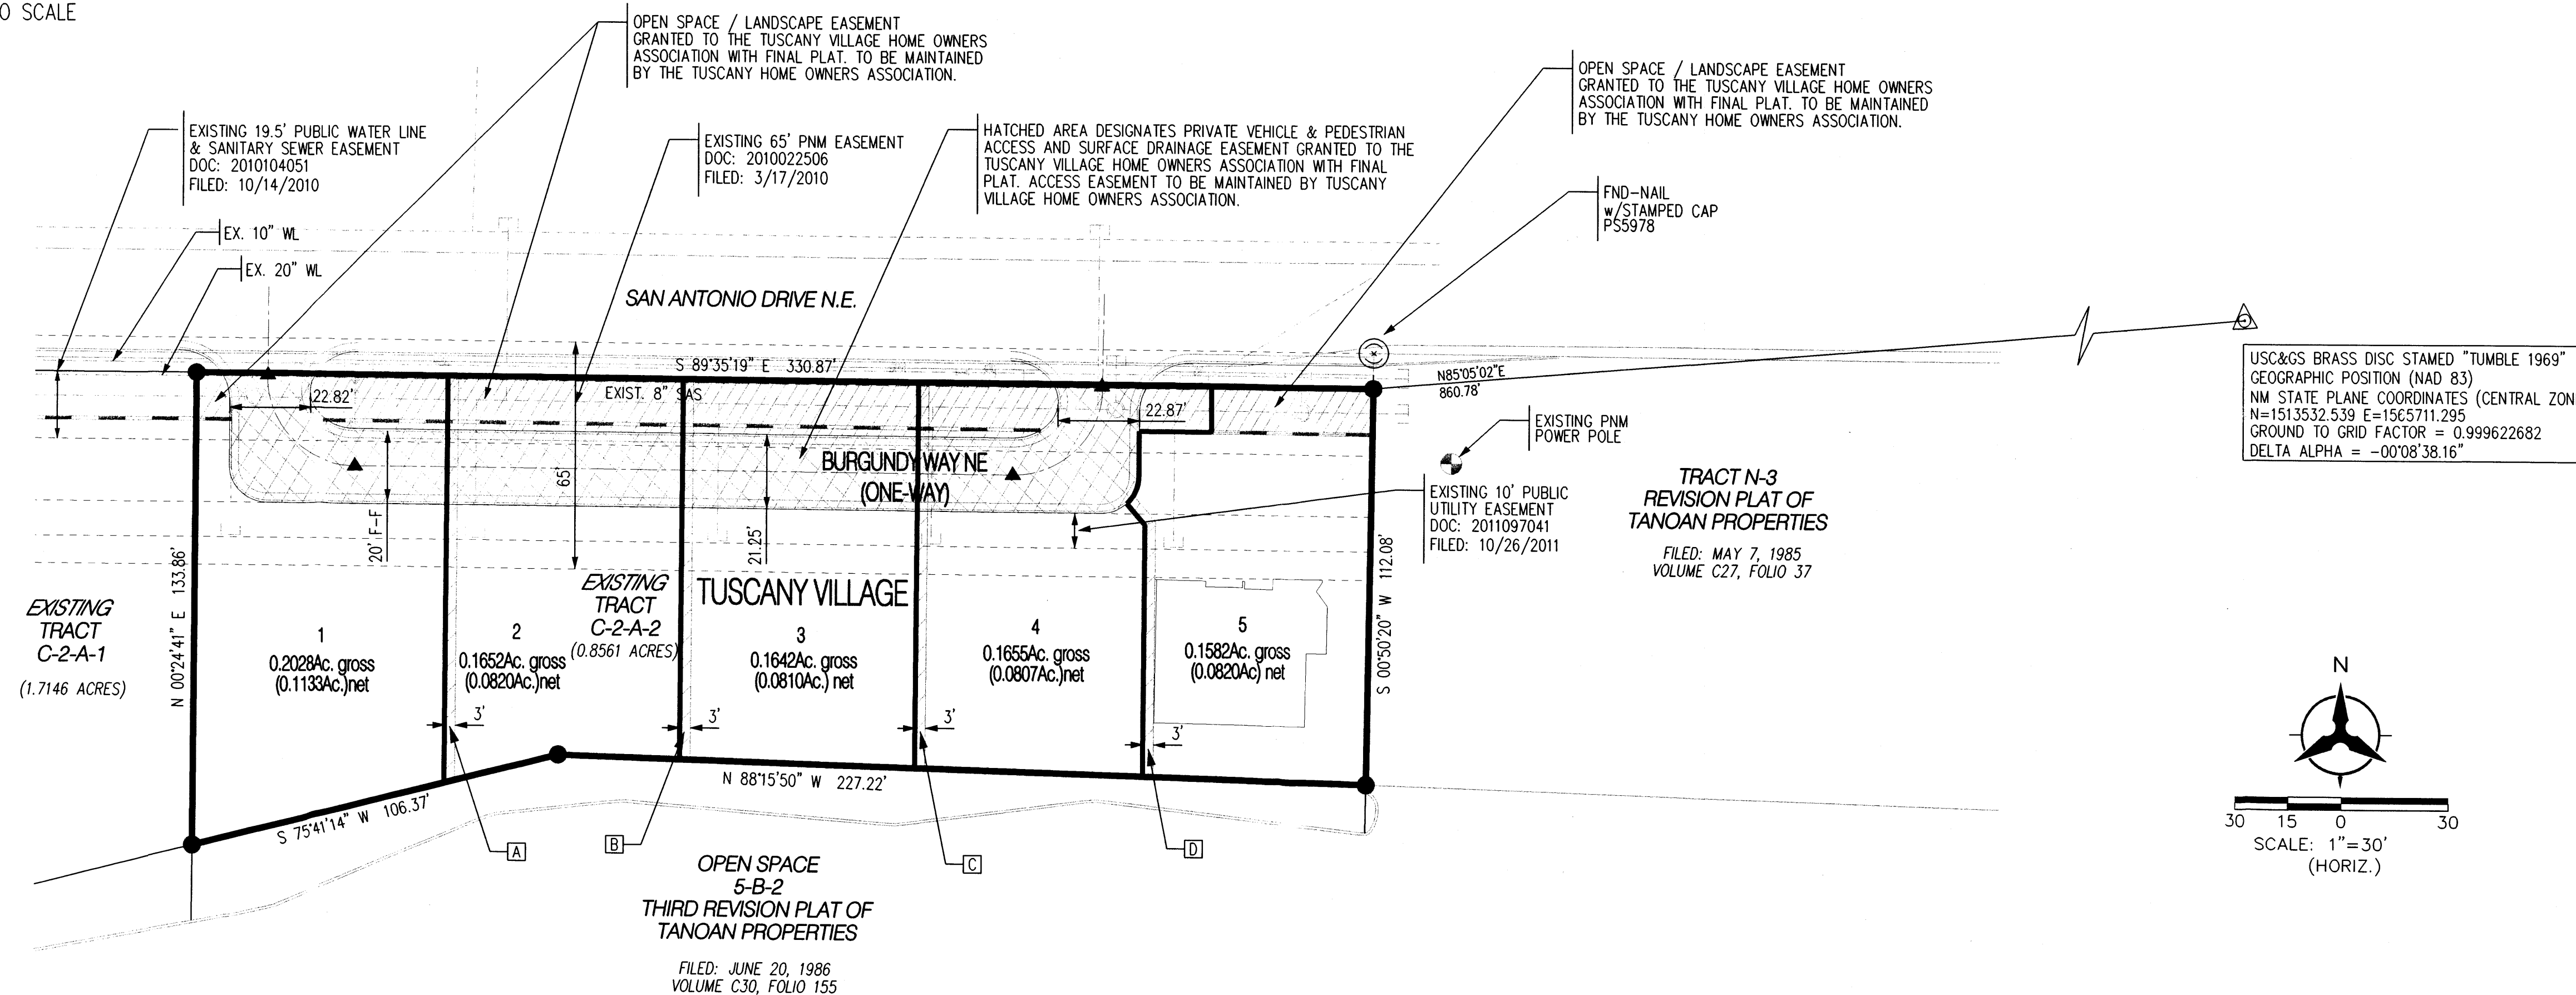 O SCALE
OPEN SPACE / LANDSCAPE EASEMENT
GRANTED TO THE TUSCANY VILLAGE HOME OWNERS
ASSOCIATION WITH FINAL PLAT. TO BE MAINTAINED
BY THE TUSCANY HOME OWNERS ASSOCIATION.
OPEN SPACE / LANDSCAPE EASEMENT
GRANTED TO THE TUSCANY VILLAGE HOME OWNERS
ASSOCIATION WITH FINAL PLAT. TO BE MAINTAINED
BY THE TUSCANY HOME OWNERS ASSOCIATION.
EXISTING 19.5' PUBLIC WATER LINE
& SANITARY SEWER EASEMENT
DOC: 2010104051
FILED: 10/14/2010
EXISTING 65' PNM EASEMENT
DOC: 2010022506
FILED: 3/17/2010
HATCHED AREA DESIGNATES PRIVATE VEHICLE & PEDESTRIAN
ACCESS AND SURFACE DRAINAGE EASEMENT GRANTED TO THE
TUSCANY VILLAGE HOME OWNERS ASSOCIATION WITH FINAL
PLAT. ACCESS EASEMENT TO BE MAINTAINED BY TUSCANY
VILLAGE HOME OWNERS ASSOCIATION.
FND-NAIL
w/STAMPED CAP
PS5978
EX. 10" WL
EX. 20" WL
SAN ANTONIO DRIVE N.E.
S 89°35'19" E 330.87'
EXIST. 8" SAS
N85°05'02"E
860.78'
USC&GS BRASS DISC STAMED "TUMBLE 1969"
GEOGRAPHIC POSITION (NAD 83)
NM STATE PLANE COORDINATES (CENTRAL ZON
N=1513532.539 E=1565711.295
GROUND TO GRID FACTOR = 0.999622682
DELTA ALPHA = -00°08'38.16"
22.82'
22.87'
EXISTING PNM
POWER POLE
BURGUNDY WAY NE
(ONE-WAY)
65'
20' F-F
21.25'
EXISTING 10' PUBLIC
UTILITY EASEMENT
DOC: 2011097041
FILED: 10/26/2011
TRACT N-3
REVISION PLAT OF
TANOAN PROPERTIES
FILED: MAY 7, 1985
VOLUME C27, FOLIO 37
N 00°24'41" E 133.86'
S 00°50'20" W 112.08'
EXISTING
TRACT
C-2-A-1
(1.7146 ACRES)
EXISTING
TRACT
C-2-A-2
(0.8561 ACRES)
TUSCANY VILLAGE
1
0.2028Ac. gross
(0.1133Ac.)net
2
0.1652Ac. gross
(0.0820Ac.)net
3
0.1642Ac. gross
(0.0810Ac.) net
4
0.1655Ac. gross
(0.0807Ac.)net
5
0.1582Ac. gross
(0.0820Ac) net
3'
3'
3'
3'
N 88°15'50" W 227.22'
S 75°41'14" W 106.37'
A
B
C
D
OPEN SPACE
5-B-2
THIRD REVISION PLAT OF
TANOAN PROPERTIES
FILED: JUNE 20, 1986
VOLUME C30, FOLIO 155
N
30 15 0 30
SCALE: 1"=30'
(HORIZ.)